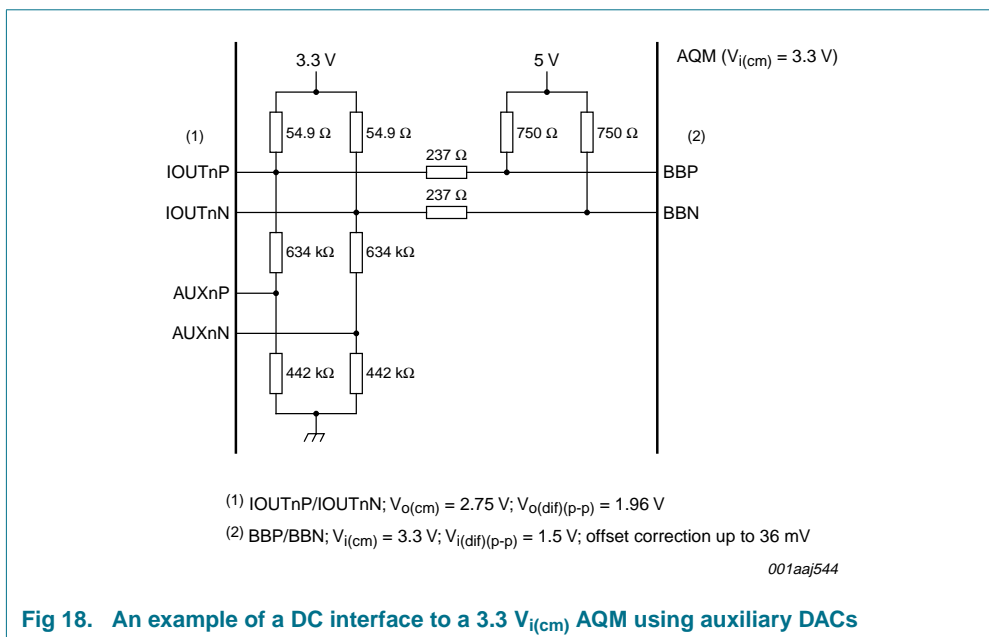 3.3 V
5 V
AQM (Vi(cm) = 3.3 V)
(1)
54.9 Ω
54.9 Ω
750 Ω
750 Ω
(2)
237 Ω
IOUTnP
BBP
237 Ω
IOUTnN
BBN
634 kΩ
634 kΩ
AUXnP
AUXnN
442 kΩ
442 kΩ
(1) IOUTnP/IOUTnN; Vo(cm) = 2.75 V; Vo(dif)(p-p) = 1.96 V
(2) BBP/BBN; Vi(cm) = 3.3 V; Vi(dif)(p-p) = 1.5 V; offset correction up to 36 mV
001aaj544
Fig 18. An example of a DC interface to a 3.3 Vi(cm) AQM using auxiliary DACs